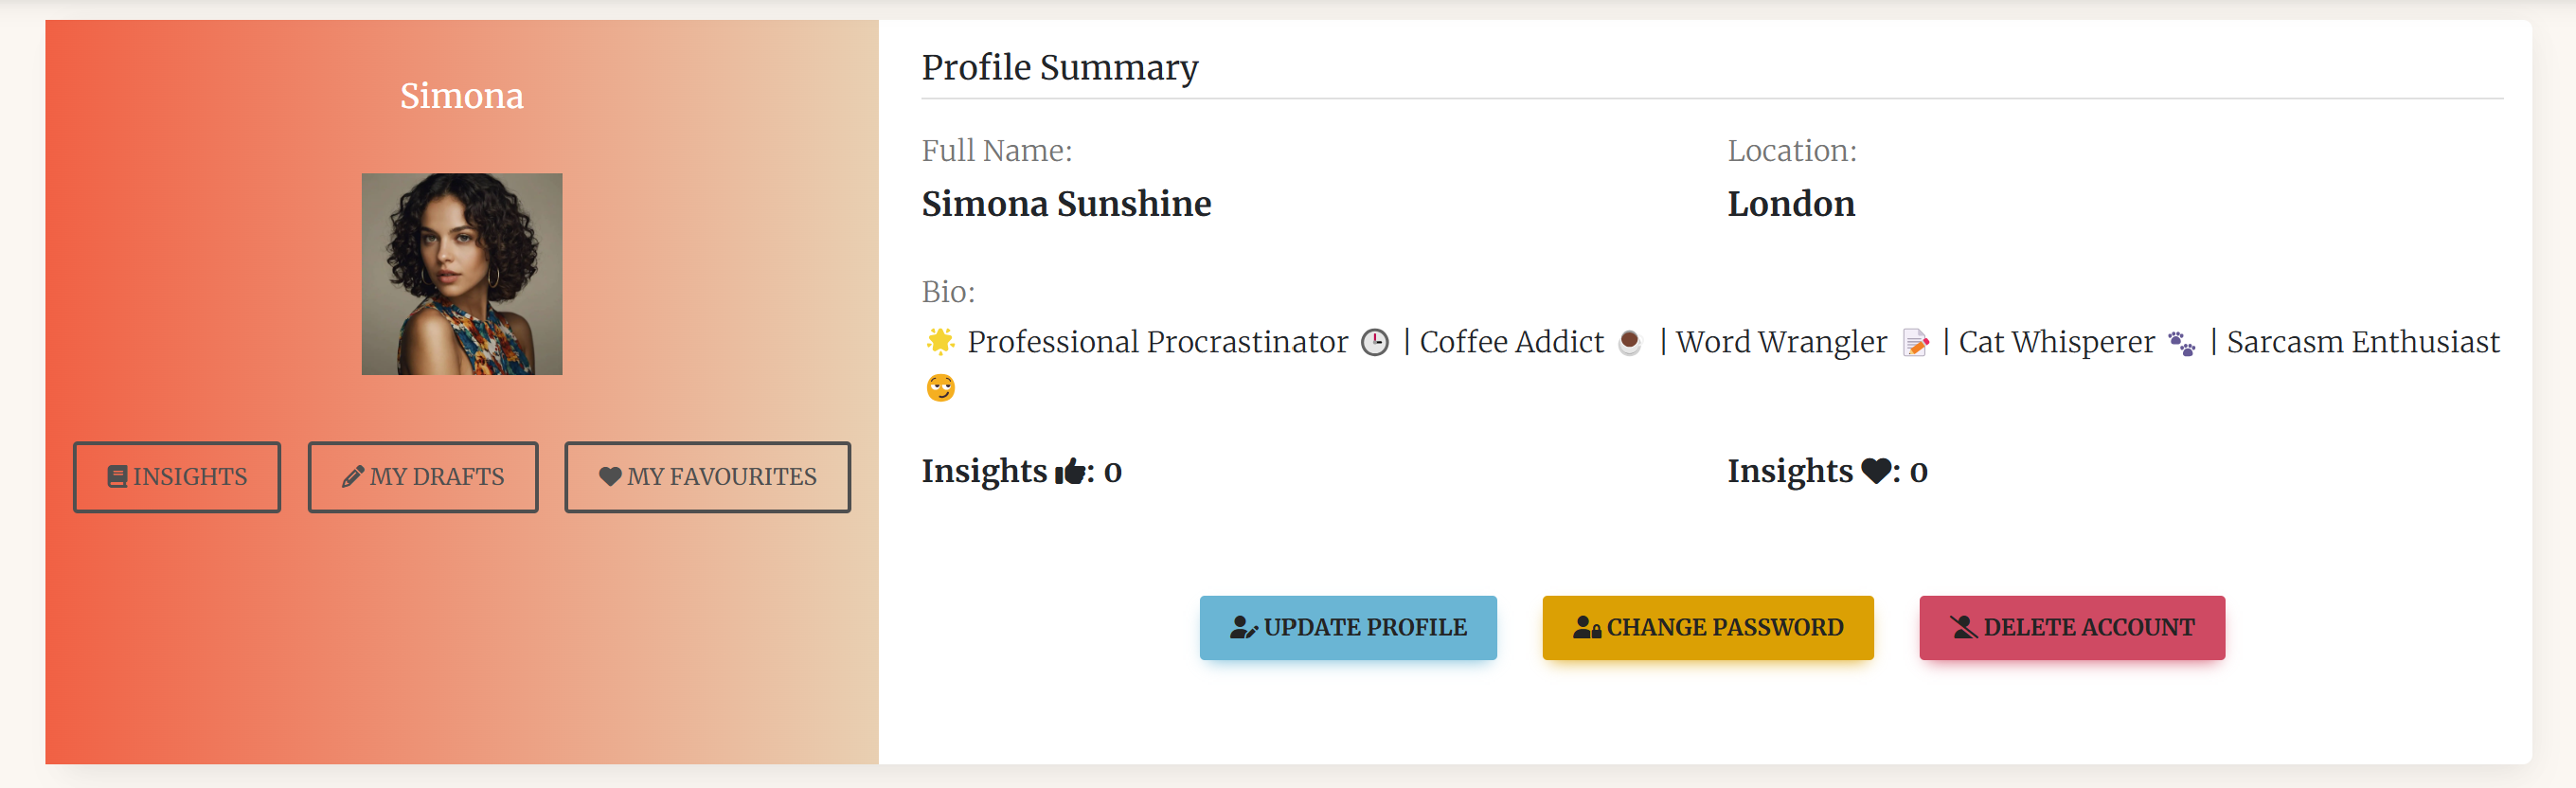 Simona
INSIGHTS
MY DRAFTS
MY FAVOURITES
Profile Summary
Full Name:
Simona Sunshine
Location:
London
Bio:
🌟 Professional Procrastinator 🕒 | Coffee Addict ☕ | Word Wrangler 📝 | Cat Whisperer 🐾 | Sarcasm Enthusiast
😏
Insights 👍: 0
Insights ♥: 0
UPDATE PROFILE
CHANGE PASSWORD
DELETE ACCOUNT